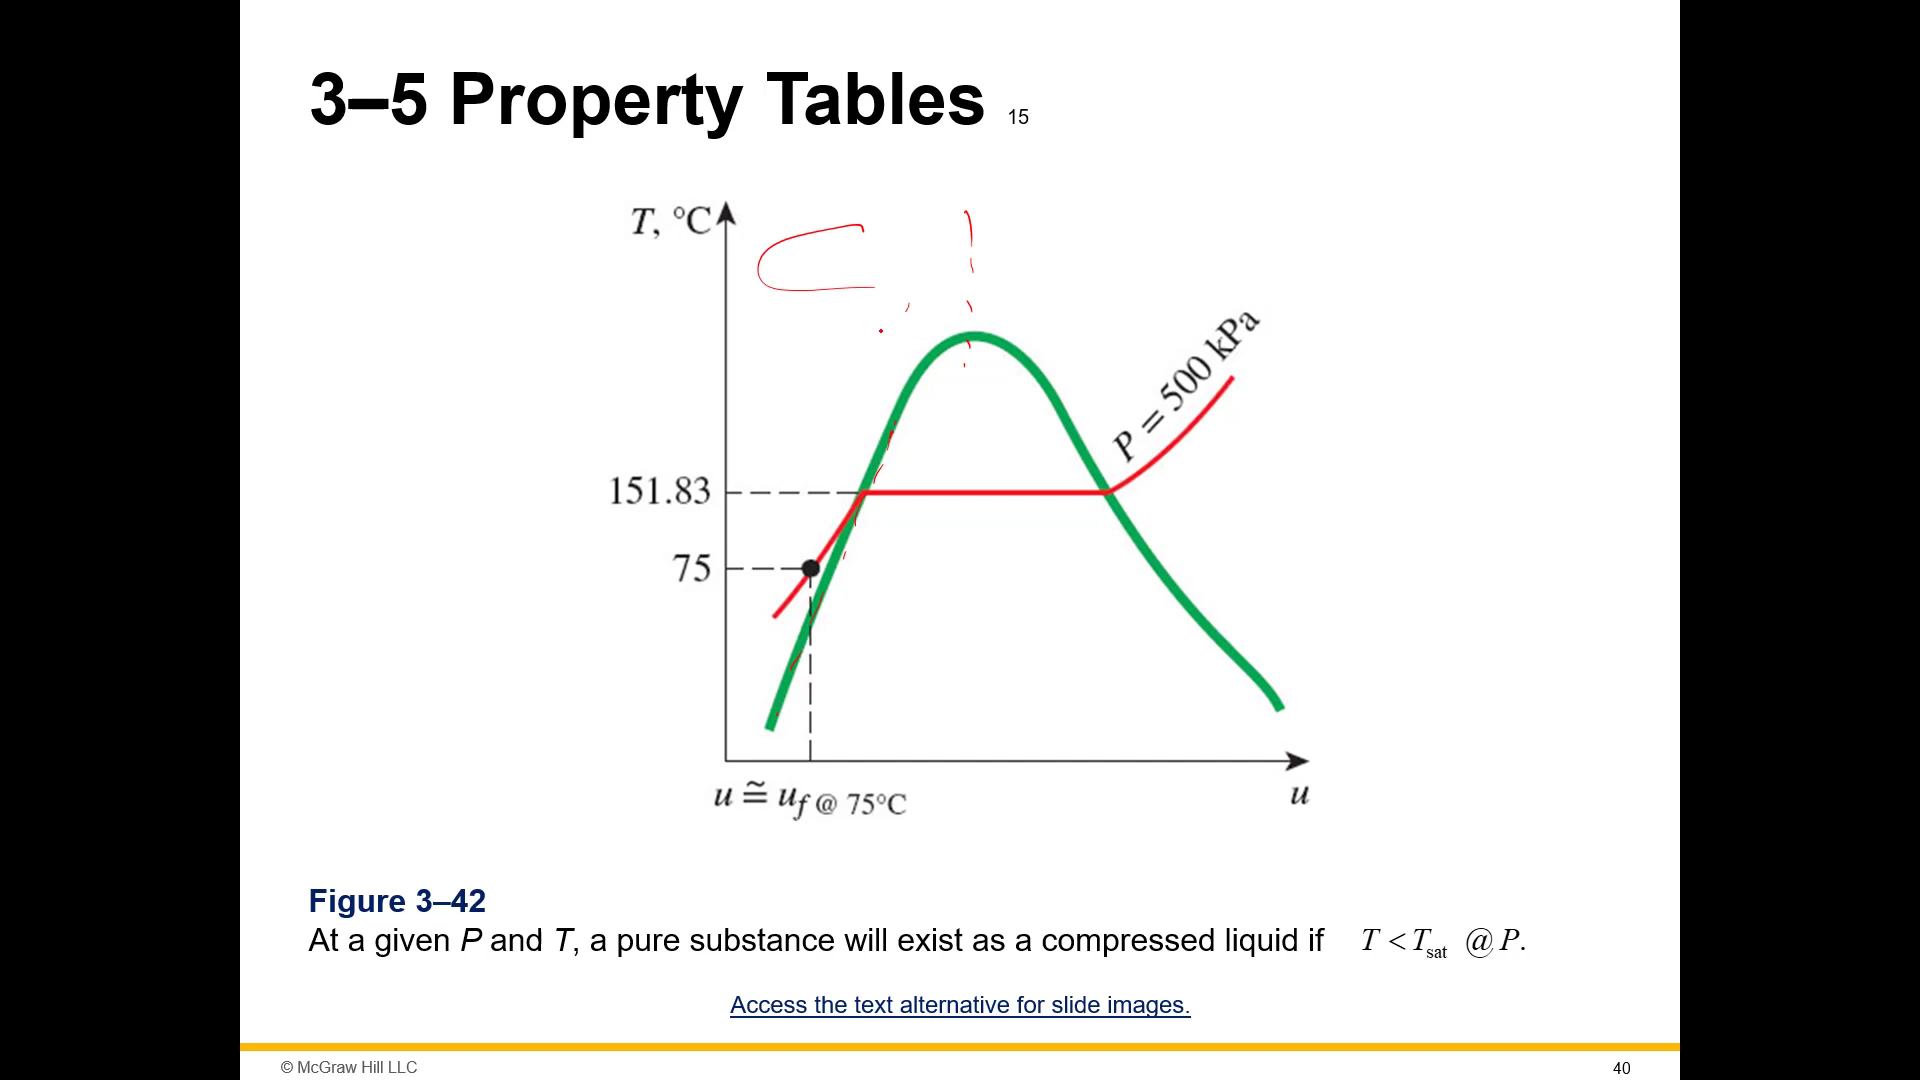 3–5 Property Tables 15
T, °C
P = 500 kPa
151.83
75
u ≅ uf @ 75°C
u
Figure 3–42
At a given P and T, a pure substance will exist as a compressed liquid if T < Tsat @ P.
Access the text alternative for slide images.
© McGraw Hill LLC
40